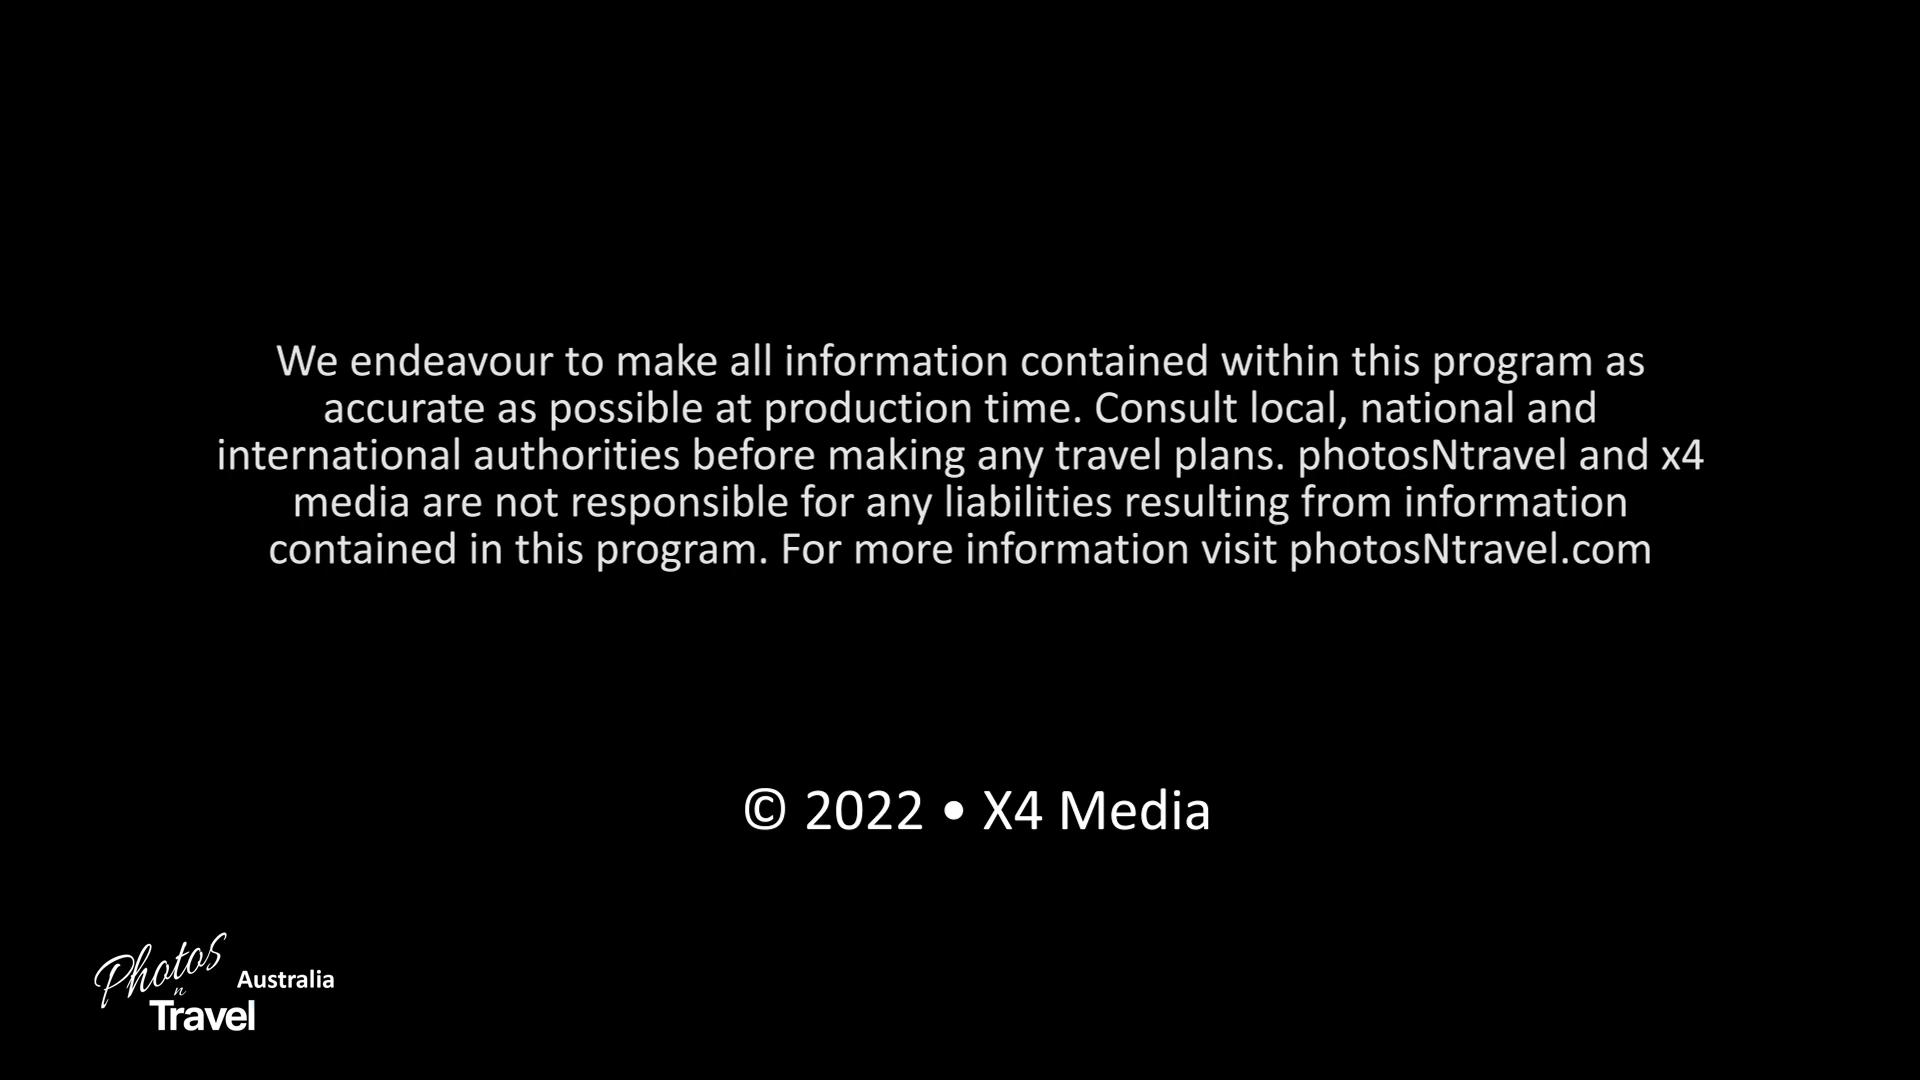 We endeavour to make all information contained within this program as
accurate as possible at production time. Consult local, national and
international authorities before making any travel plans. photosNtravel and x4
media are not responsible for any liabilities resulting from information
contained in this program. For more information visit photosNtravel.com
© 2022 • X4 Media
Photos
n
Australia
Travel